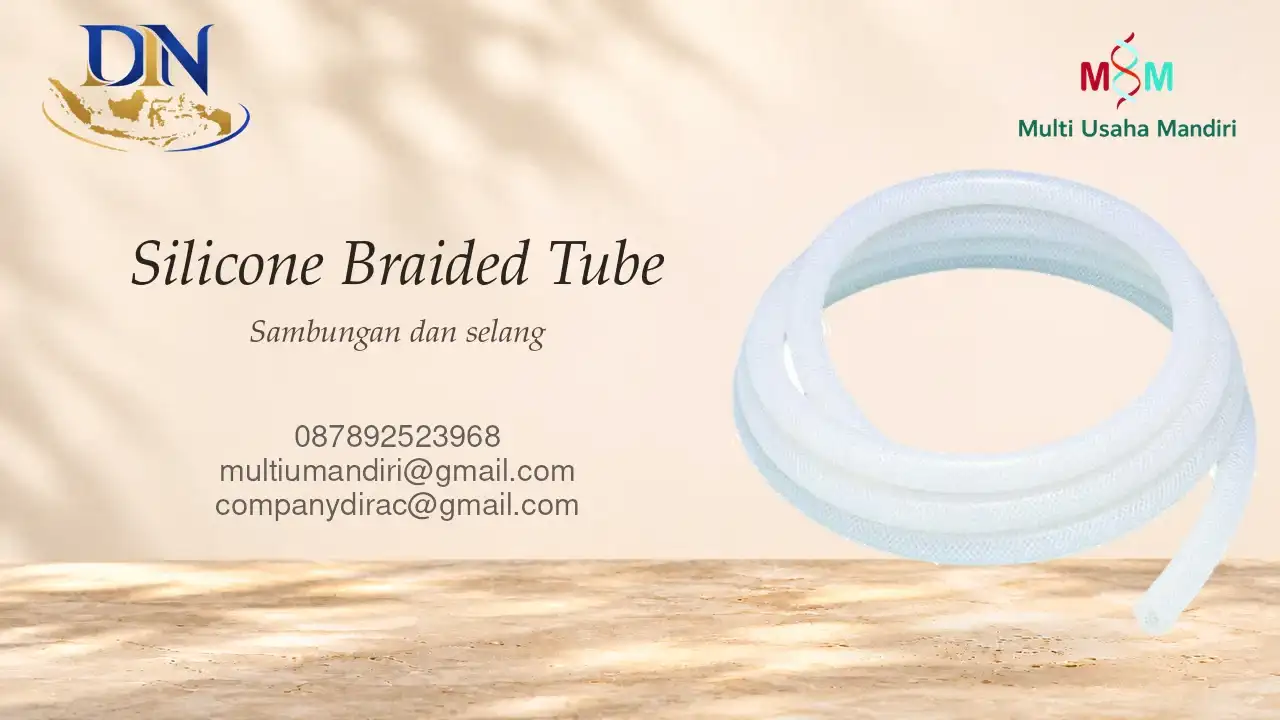 DN
M M
Multi Usaha Mandiri
Silicone Braided Tube
Sambungan dan selang
087892523968
multiumandiri@gmail.com
companydirac@gmail.com